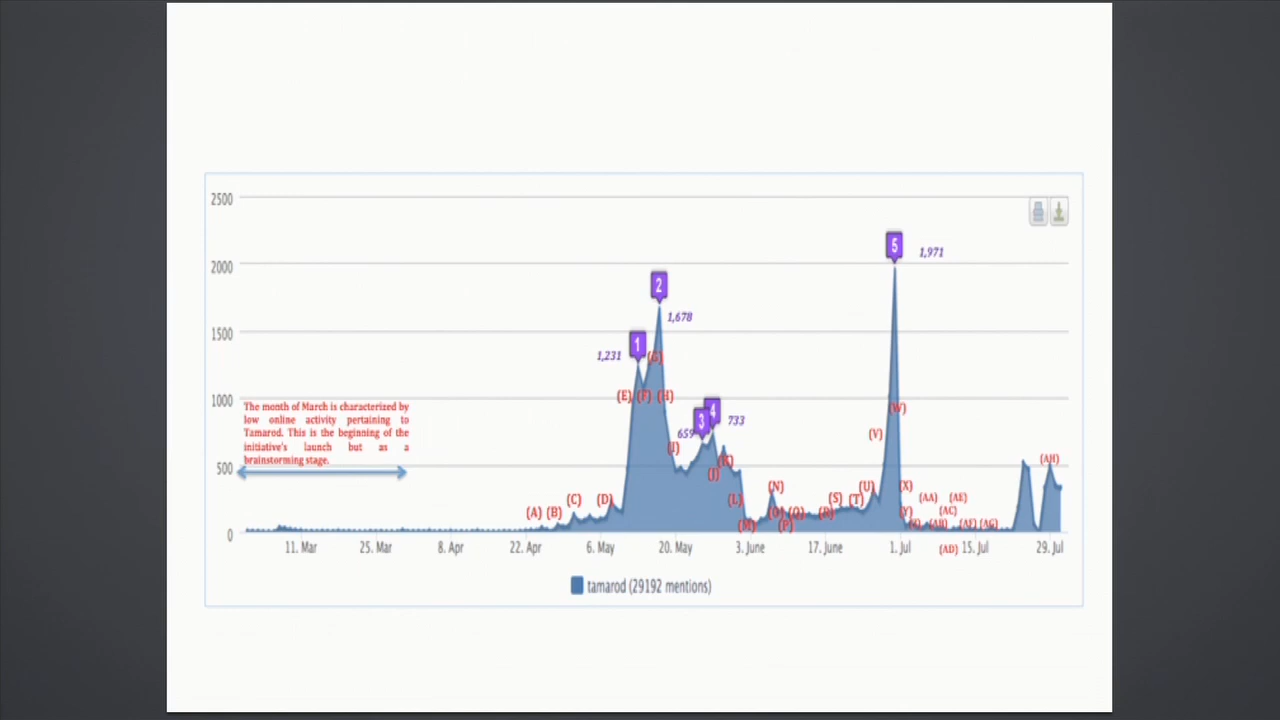 2500
2000
1500
1000
500
0
5
1,971
2
1,678
1
1,231
(G)
(E) (F) (H)
4
3
733
659
(I)
(K)
(J)
(W)
(V)
The month of March is characterized by
low online activity pertaining to
Tamarod. This is the beginning of the
initiative's launch but as a
brainstorming stage.
(A) (B) (C) (D)
(L) (N) (S) (T) (U) (X) (AA) (AE) (AH)
(M) (O) (Q) (P) (R) (Y) (AC)
(AB) (AF) (AG)
(AD)
11. Mar 25. Mar 8. Apr 22. Apr 6. May 20. May 3. June 17. June 1. Jul 15. Jul 29. Jul
tamarod (29192 mentions)